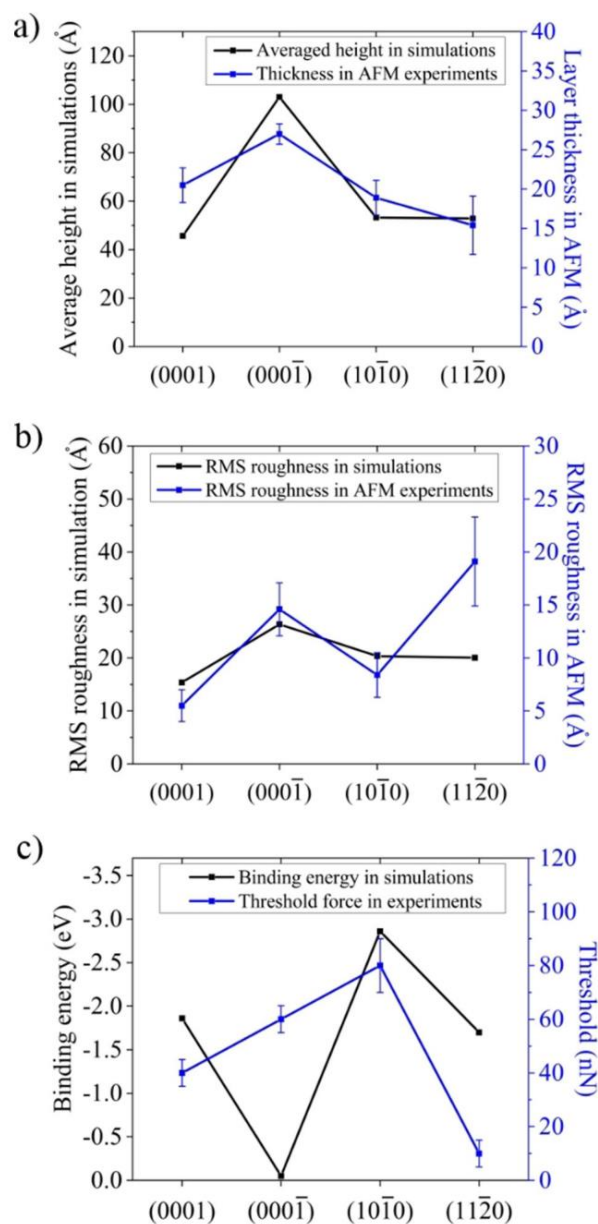 a)
Averaged height in simulations
Thickness in AFM experiments
Average height in simulations (Å)
120
100
80
60
40
20
0
Layer thickness in AFM (Å)
40
35
30
25
20
15
10
5
0
(0001) (0001̅) (101̅0) (112̅0)
b)
RMS roughness in simulations
RMS roughness in AFM experiments
RMS roughness in simulation (Å)
60
50
40
30
20
10
0
RMS roughness in AFM (Å)
30
25
20
15
10
5
0
(0001) (0001̅) (101̅0) (112̅0)
c)
Binding energy in simulations
Threshold force in experiments
Binding energy (eV)
-3.5
-3.0
-2.5
-2.0
-1.5
-1.0
-0.5
0.0
Threshold (nN)
120
100
80
60
40
20
0
(0001) (0001̅) (101̅0) (112̅0)